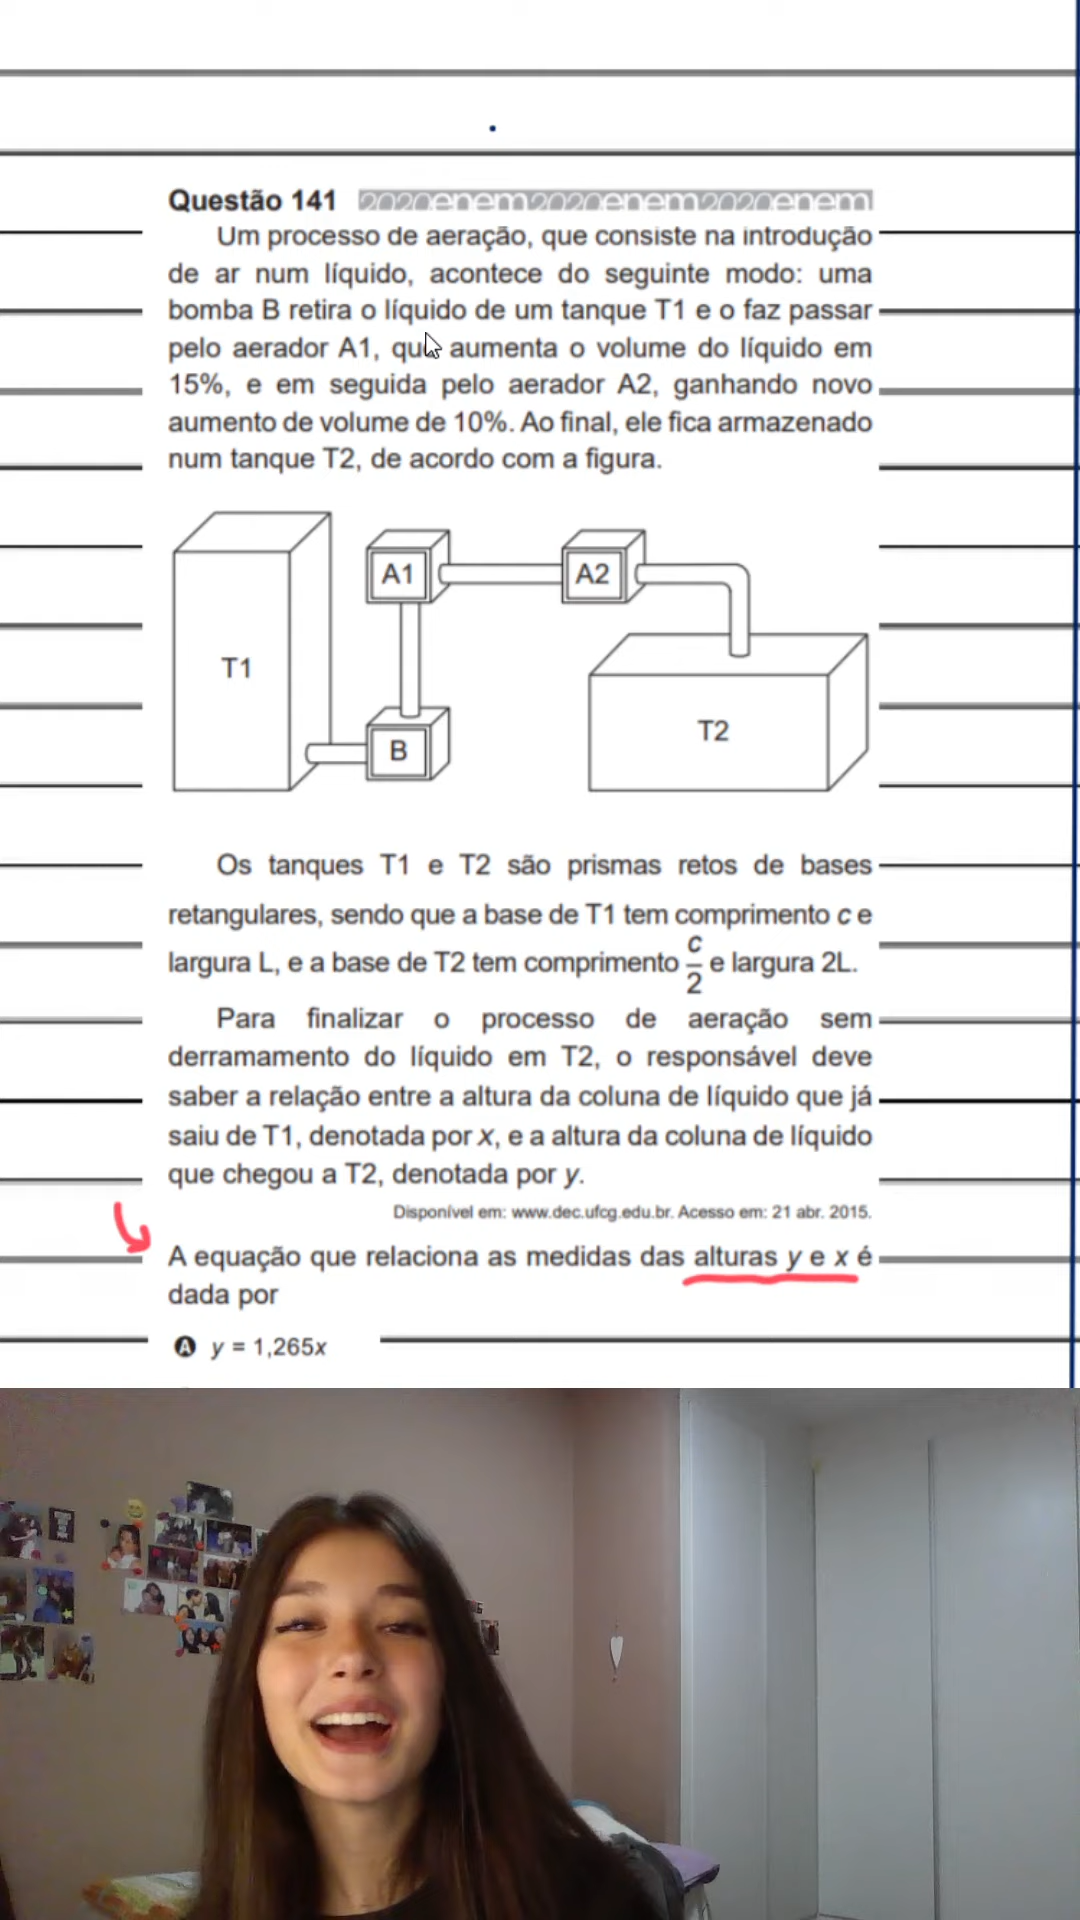 Questão 141 2020enem2020enem2020enem
Um processo de aeração, que consiste na introdução
de ar num líquido, acontece do seguinte modo: uma
bomba B retira o líquido de um tanque T1 e o faz passar
pelo aerador A1, que aumenta o volume do líquido em
15%, e em seguida pelo aerador A2, ganhando novo
aumento de volume de 10%. Ao final, ele fica armazenado
num tanque T2, de acordo com a figura.
A1
A2
T1
B
T2
Os tanques T1 e T2 são prismas retos de bases
retangulares, sendo que a base de T1 tem comprimento c e
largura L, e a base de T2 tem comprimento c/2 e largura 2L.
Para finalizar o processo de aeração sem
derramamento do líquido em T2, o responsável deve
saber a relação entre a altura da coluna de líquido que já
saiu de T1, denotada por x, e a altura da coluna de líquido
que chegou a T2, denotada por y.
Disponível em: www.dec.ufcg.edu.br. Acesso em: 21 abr. 2015.
A equação que relaciona as medidas das alturas y e x é
dada por
A y = 1,265x